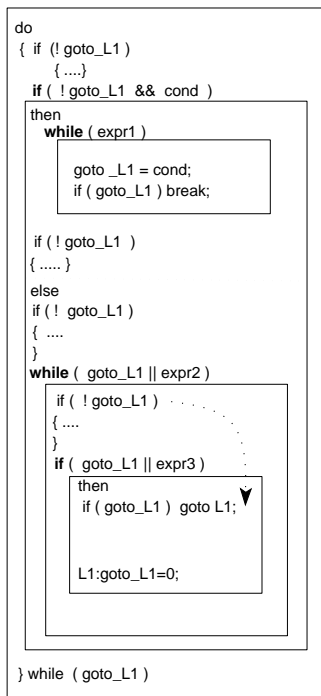 do
{ if (! goto_L1 )
{ ....}
if ( ! goto_L1 && cond )
then
while ( expr1 )
goto _L1 = cond;
if ( goto_L1 ) break;
if ( ! goto_L1 )
{ ..... }
else
if ( ! goto_L1 )
{ ....
}
while ( goto_L1 || expr2 )
if ( ! goto_L1 )
{ ....
}
if ( goto_L1 || expr3 )
then
if ( goto_L1 ) goto L1;
L1:goto_L1=0;
} while ( goto_L1 )